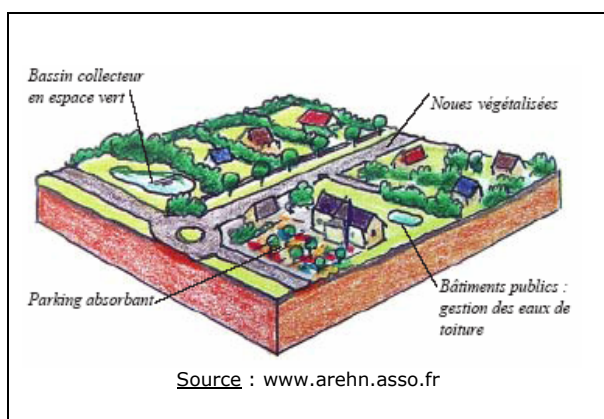 Bassin collecteur
en espace vert
Noues végétalisées
Parking absorbant
Bâtiments publics :
gestion des eaux de
toiture
Source : www.arehn.asso.fr